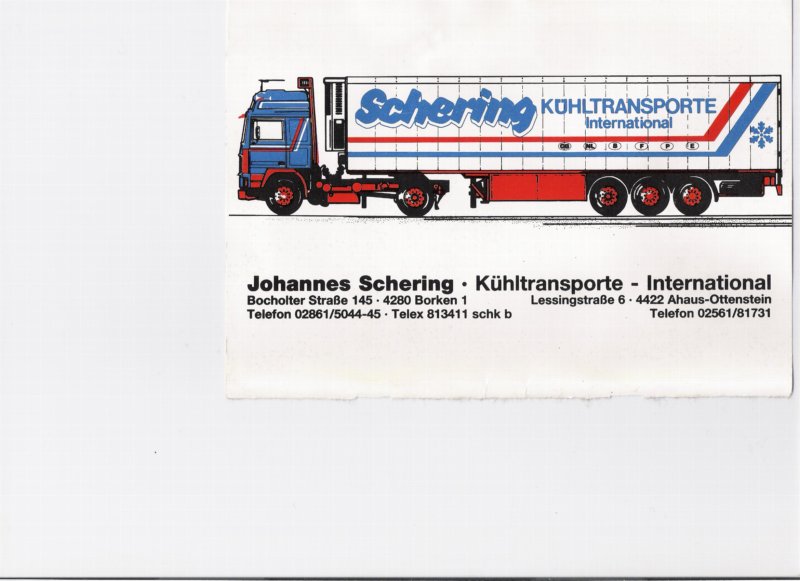 Schering KÜHLTRANSPORTE
International
NL B F P E
Johannes Schering · Kühltransporte - International
Bocholter Straße 145 · 4280 Borken 1
Lessingstraße 6 · 4422 Ahaus-Ottenstein
Telefon 02861/5044-45 · Telex 813411 schk b
Telefon 02561/81731